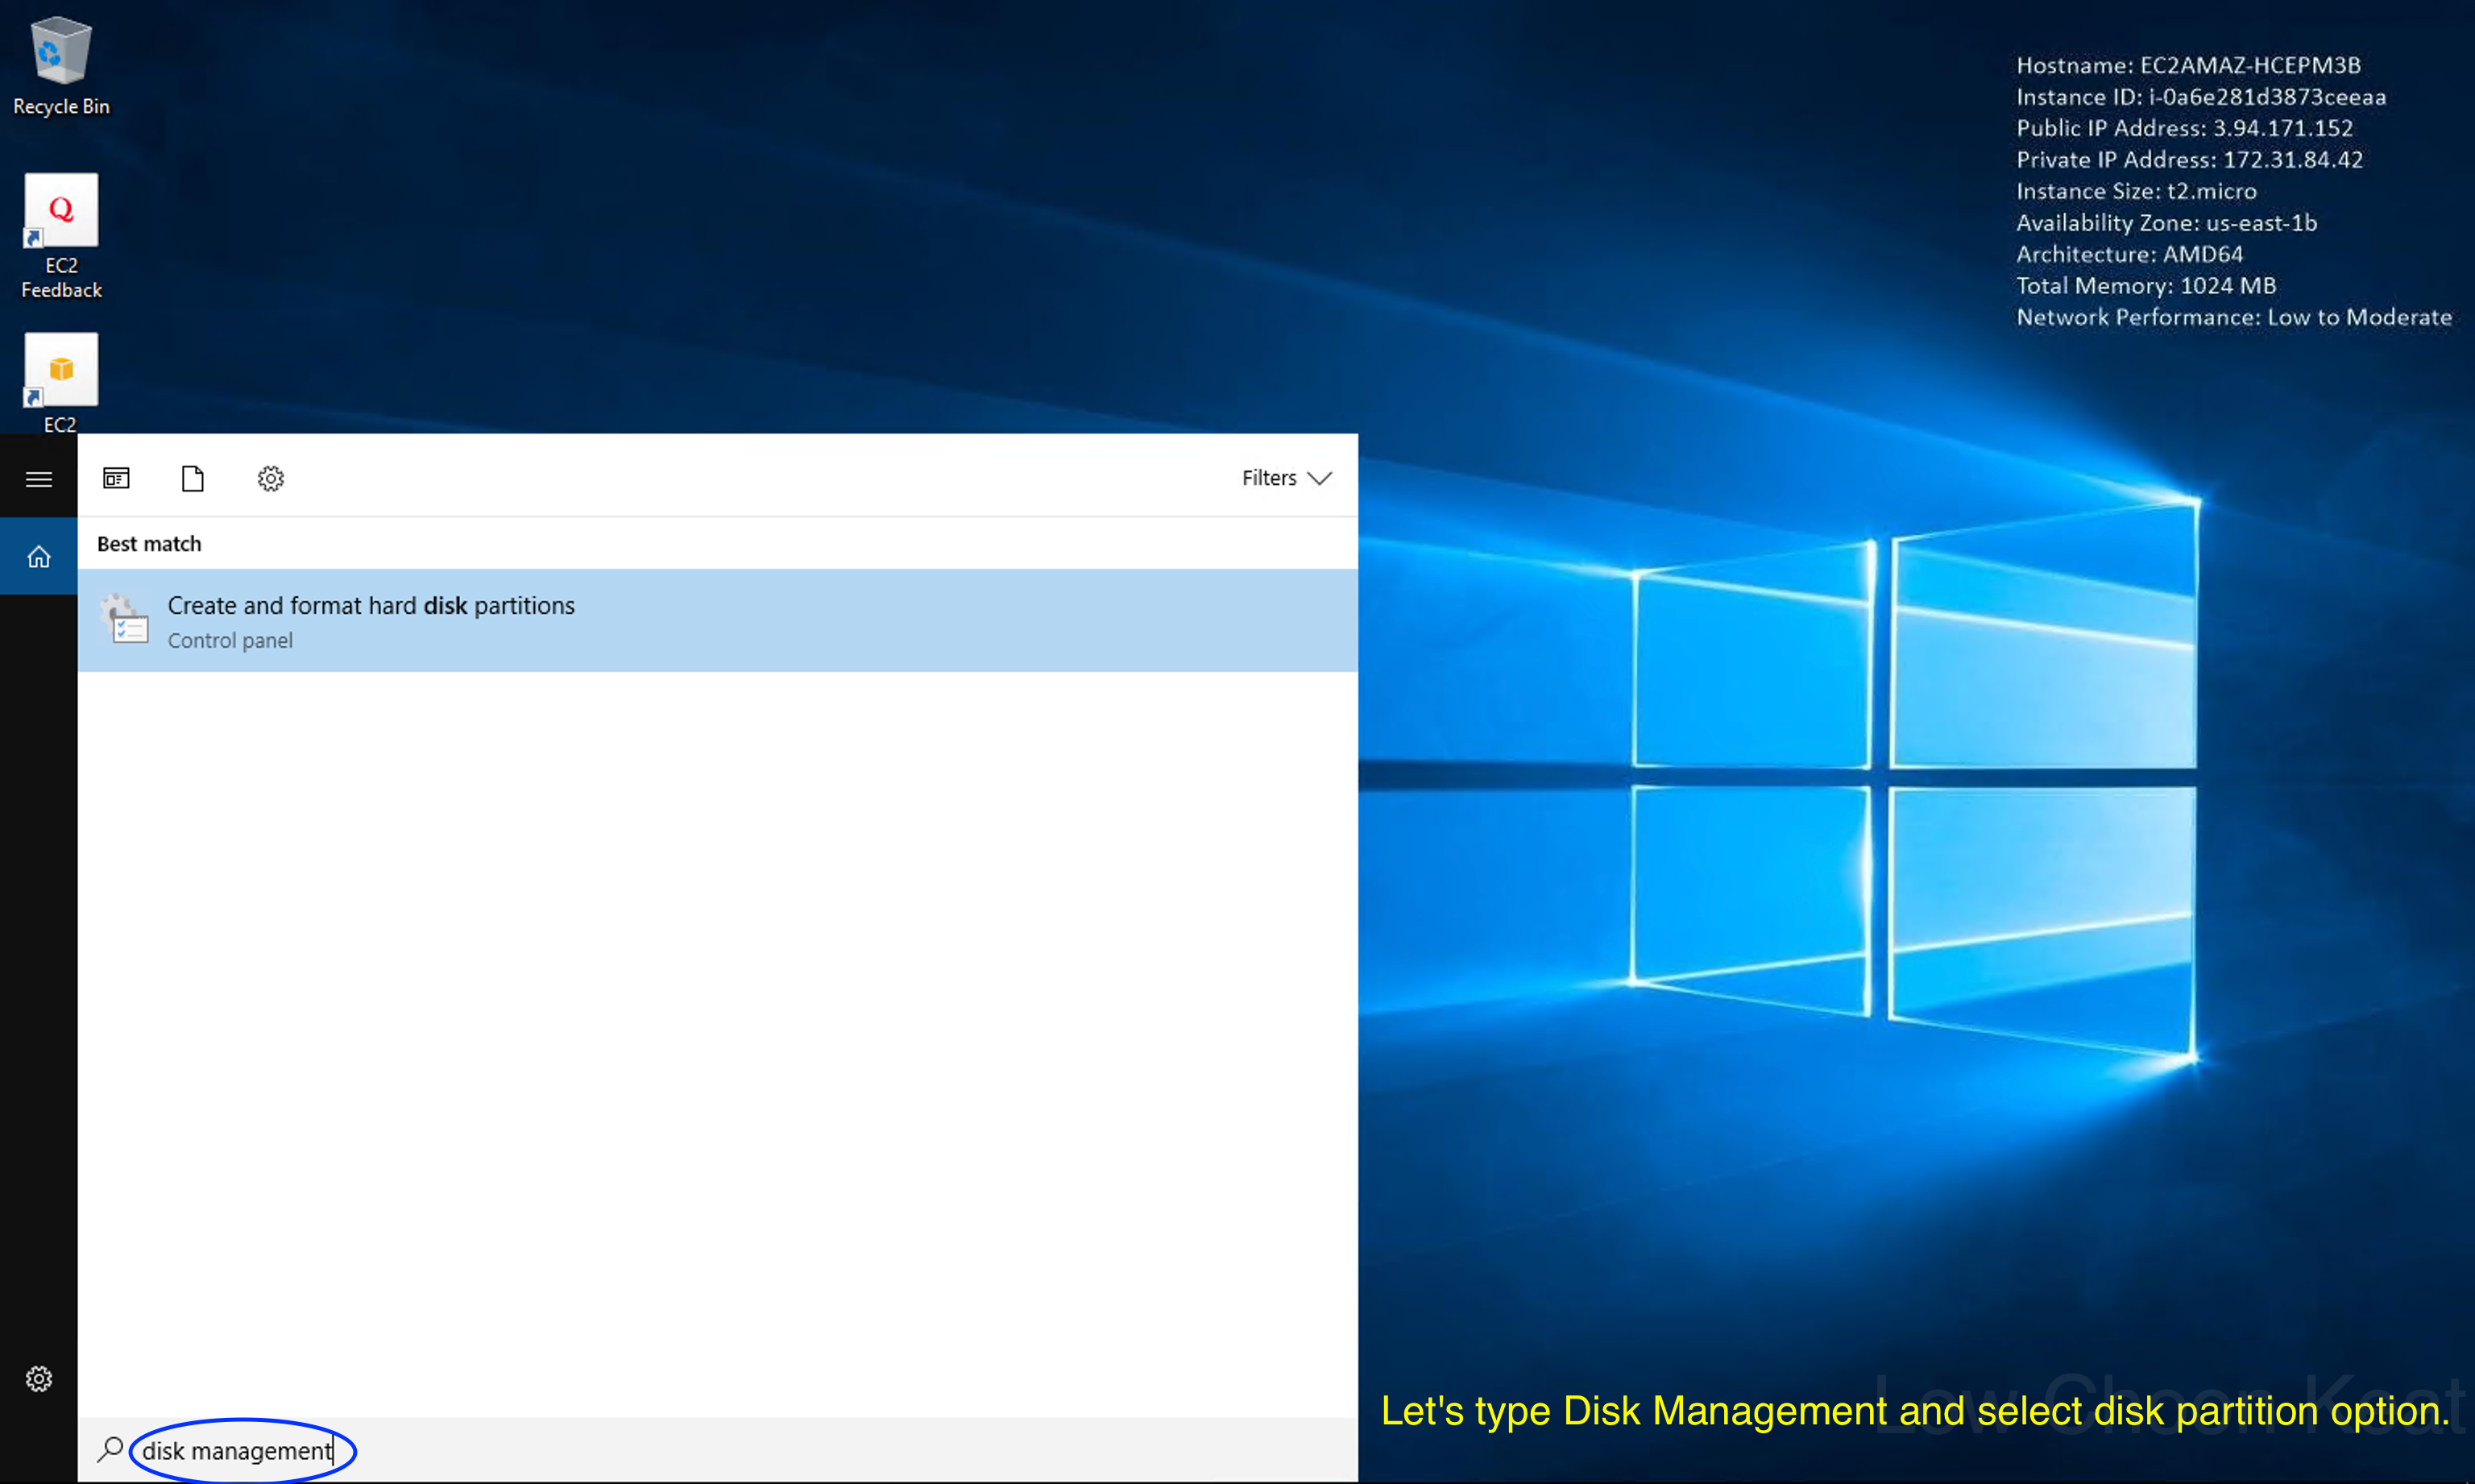 Recycle Bin
Q
EC2
Feedback
EC2
Hostname: EC2AMAZ-HCEPM3B
Instance ID: i-0a6e281d3873ceeaa
Public IP Address: 3.94.171.152
Private IP Address: 172.31.84.42
Instance Size: t2.micro
Availability Zone: us-east-1b
Architecture: AMD64
Total Memory: 1024 MB
Network Performance: Low to Moderate
Filters
Best match
Create and format hard disk partitions
Control panel
Low Choon Keat
Let's type Disk Management and select disk partition option.
disk management